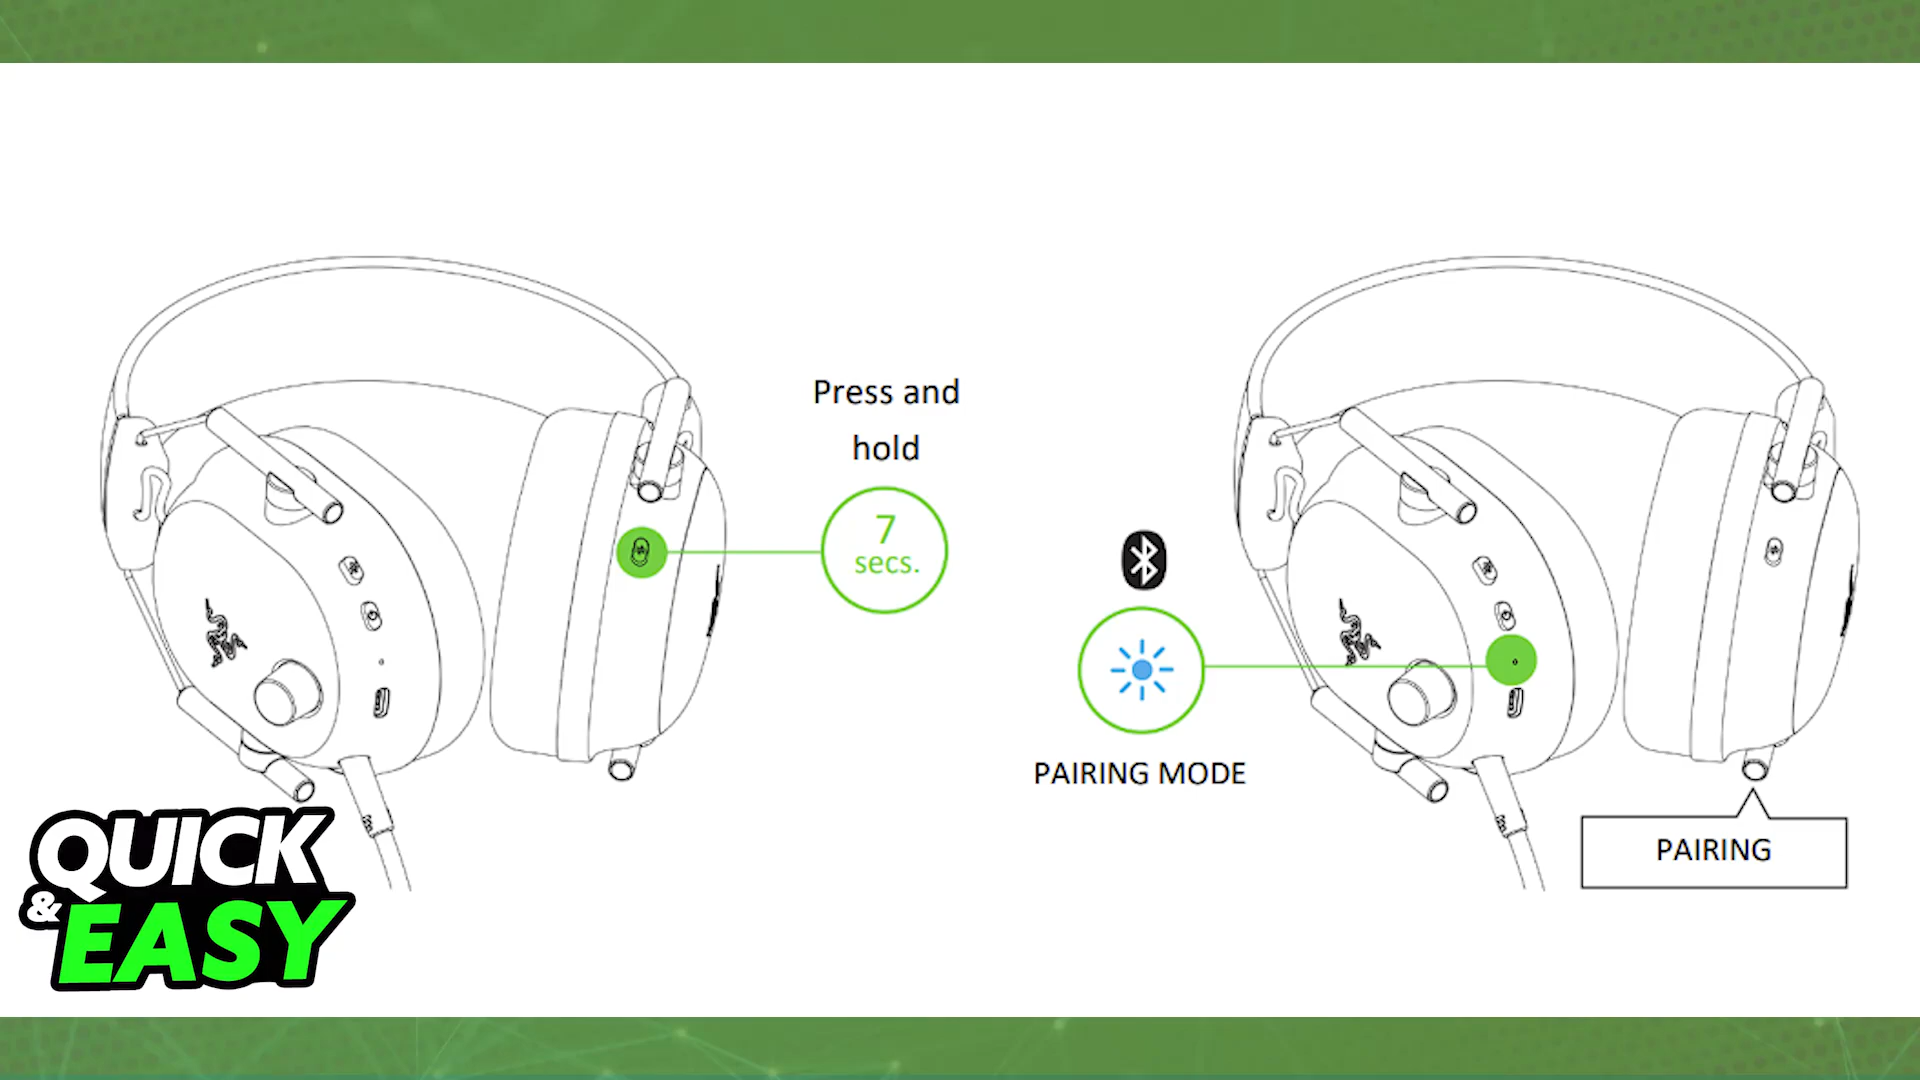 Press and
hold
7
secs.
PAIRING MODE
PAIRING
QUICK
& EASY